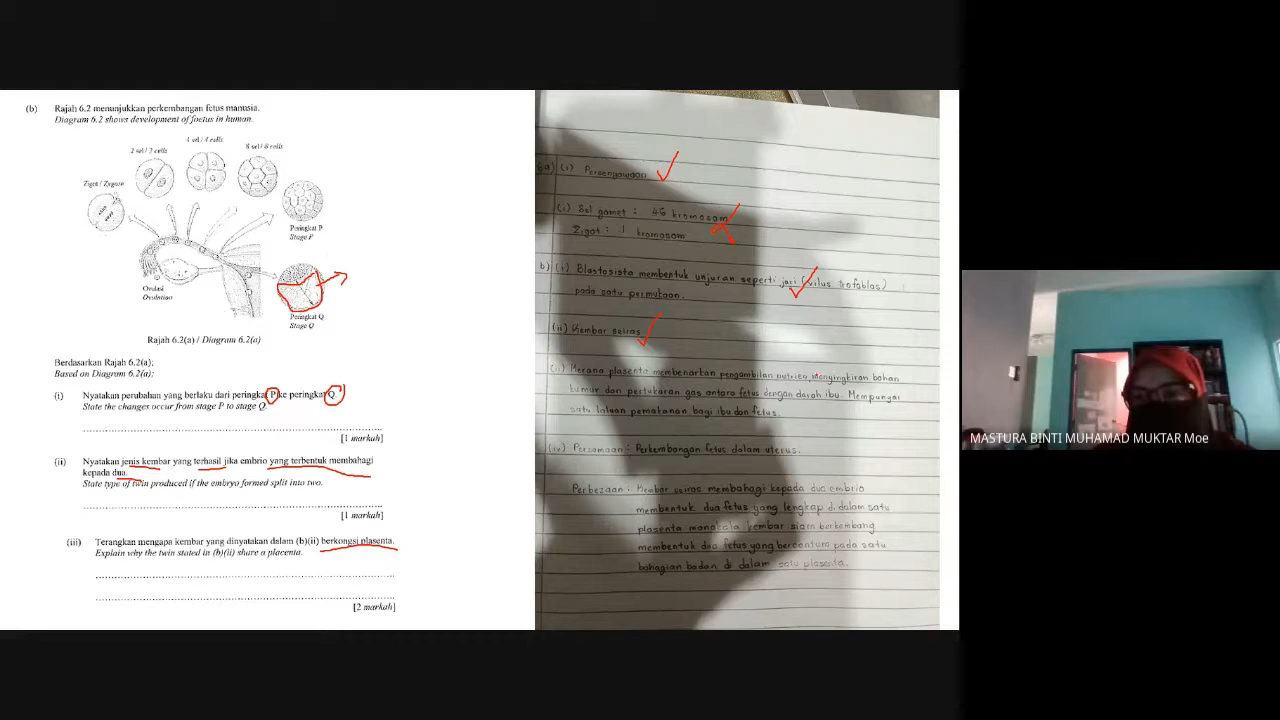 (b) Rajah 6.2 menunjukkan perkembangan fetus manusia.
Diagram 6.2 shows development of foetus in human.
2 sel / 2 cells
4 sel / 4 cells
8 sel / 8 cells
Zigot / Zygote
Peringkat P
Stage P
Ovulasi
Ovulation
Peringkat Q
Stage Q
Rajah 6.2(a) / Diagram 6.2(a)
Berdasarkan Rajah 6.2(a);
Based on Diagram 6.2(a);
(i) Nyatakan perubahan yang berlaku dari peringkat P ke peringkat Q.
State the changes occur from stage P to stage Q.
[1 markah]
(ii) Nyatakan jenis kembar yang terhasil jika embrio yang terbentuk membahagi
kepada dua.
State type of twin produced if the embryo formed split into two.
[1 markah]
(iii) Terangkan mengapa kembar yang dinyatakan dalam (b)(ii) berkongsi plasenta.
Explain why the twin stated in (b)(ii) share a placenta.
[2 markah]
(i) Persenyawaan
(i) Sel gamet : 46 kromosom
Zigot : 1 kromosom
b) (i) Blastosista membentuk unjuran seperti jari (vilus trofoblas)
pada satu permukaan.
(ii) Kembar seiras
Kerana plasenta membenarkan pengambilan nutrien, menyingkiran bahan
kumuh dan pertukaran gas antara fetus dengan darah ibu. Mempunyai
satu laluan pemakanan bagi ibu dan fetus.
(iv) Persamaan : Perkembangan fetus dalam uterus.
Perbezaan : Kembar seiras membahagi kepada dua embrio
membentuk dua fetus yang lengkap di dalam satu
plasenta manakala kembar siam berkembang
membentuk dua fetus yang bercantum pada satu
bahagian badan di dalam satu plasenta.
MASTURA BINTI MUHAMAD MUKTAR Moe